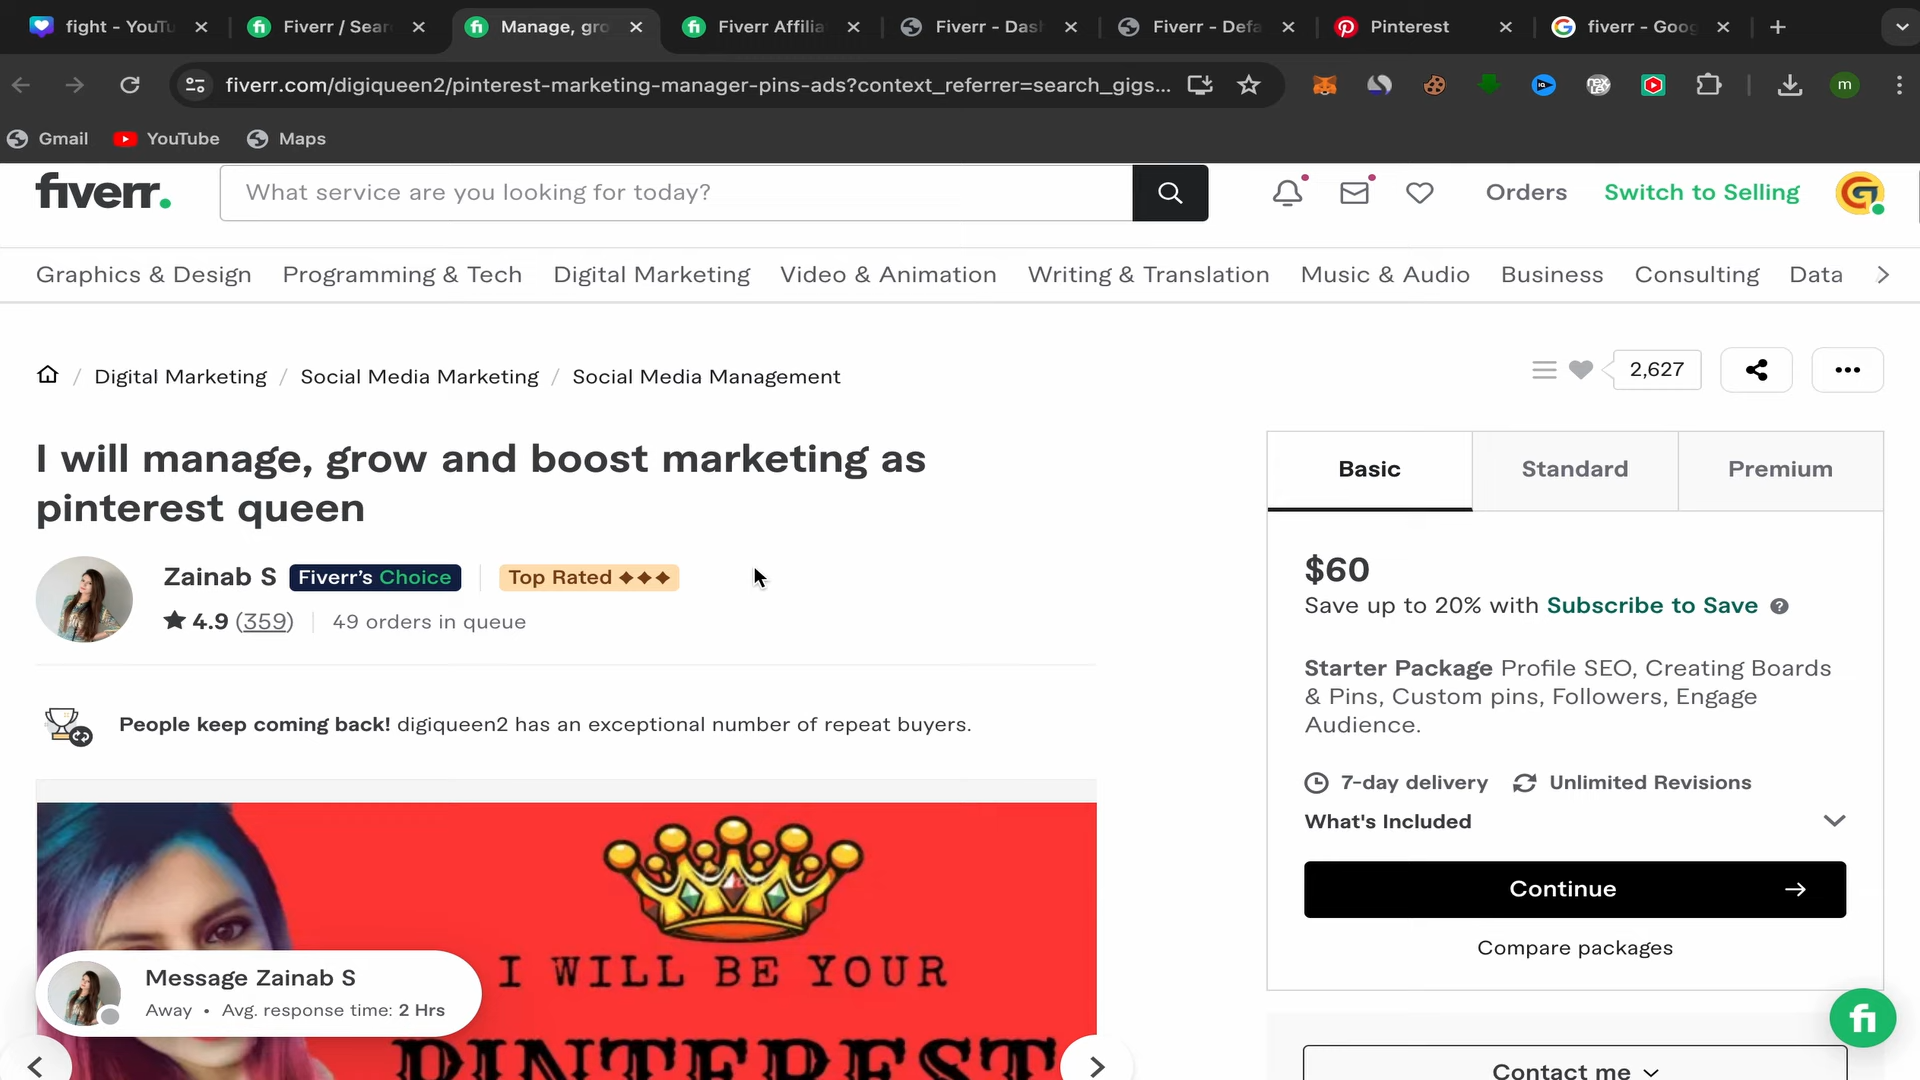 fight - YouTu
Fiverr / Sear
Manage, gro
Fiverr Affilia
Fiverr - Dash
Fiverr - Defa
Pinterest
fiverr - Goog
fiverr.com/digiqueen2/pinterest-marketing-manager-pins-ads?context_referrer=search_gigs...
m
Gmail
YouTube
Maps
fiverr.
What service are you looking for today?
Orders
Switch to Selling
Graphics & Design
Programming & Tech
Digital Marketing
Video & Animation
Writing & Translation
Music & Audio
Business
Consulting
Data
/ Digital Marketing / Social Media Marketing / Social Media Management
2,627
I will manage, grow and boost marketing as
pinterest queen
Zainab S
Fiverr's Choice
Top Rated
4.9 (359)
49 orders in queue
People keep coming back! digiqueen2 has an exceptional number of repeat buyers.
I WILL BE YOUR
PINTEREST
Message Zainab S
Away • Avg. response time: 2 Hrs
Basic
Standard
Premium
$60
Save up to 20% with Subscribe to Save
Starter Package Profile SEO, Creating Boards
& Pins, Custom pins, Followers, Engage
Audience.
7-day delivery
Unlimited Revisions
What's Included
Continue
Compare packages
fi
Contact me